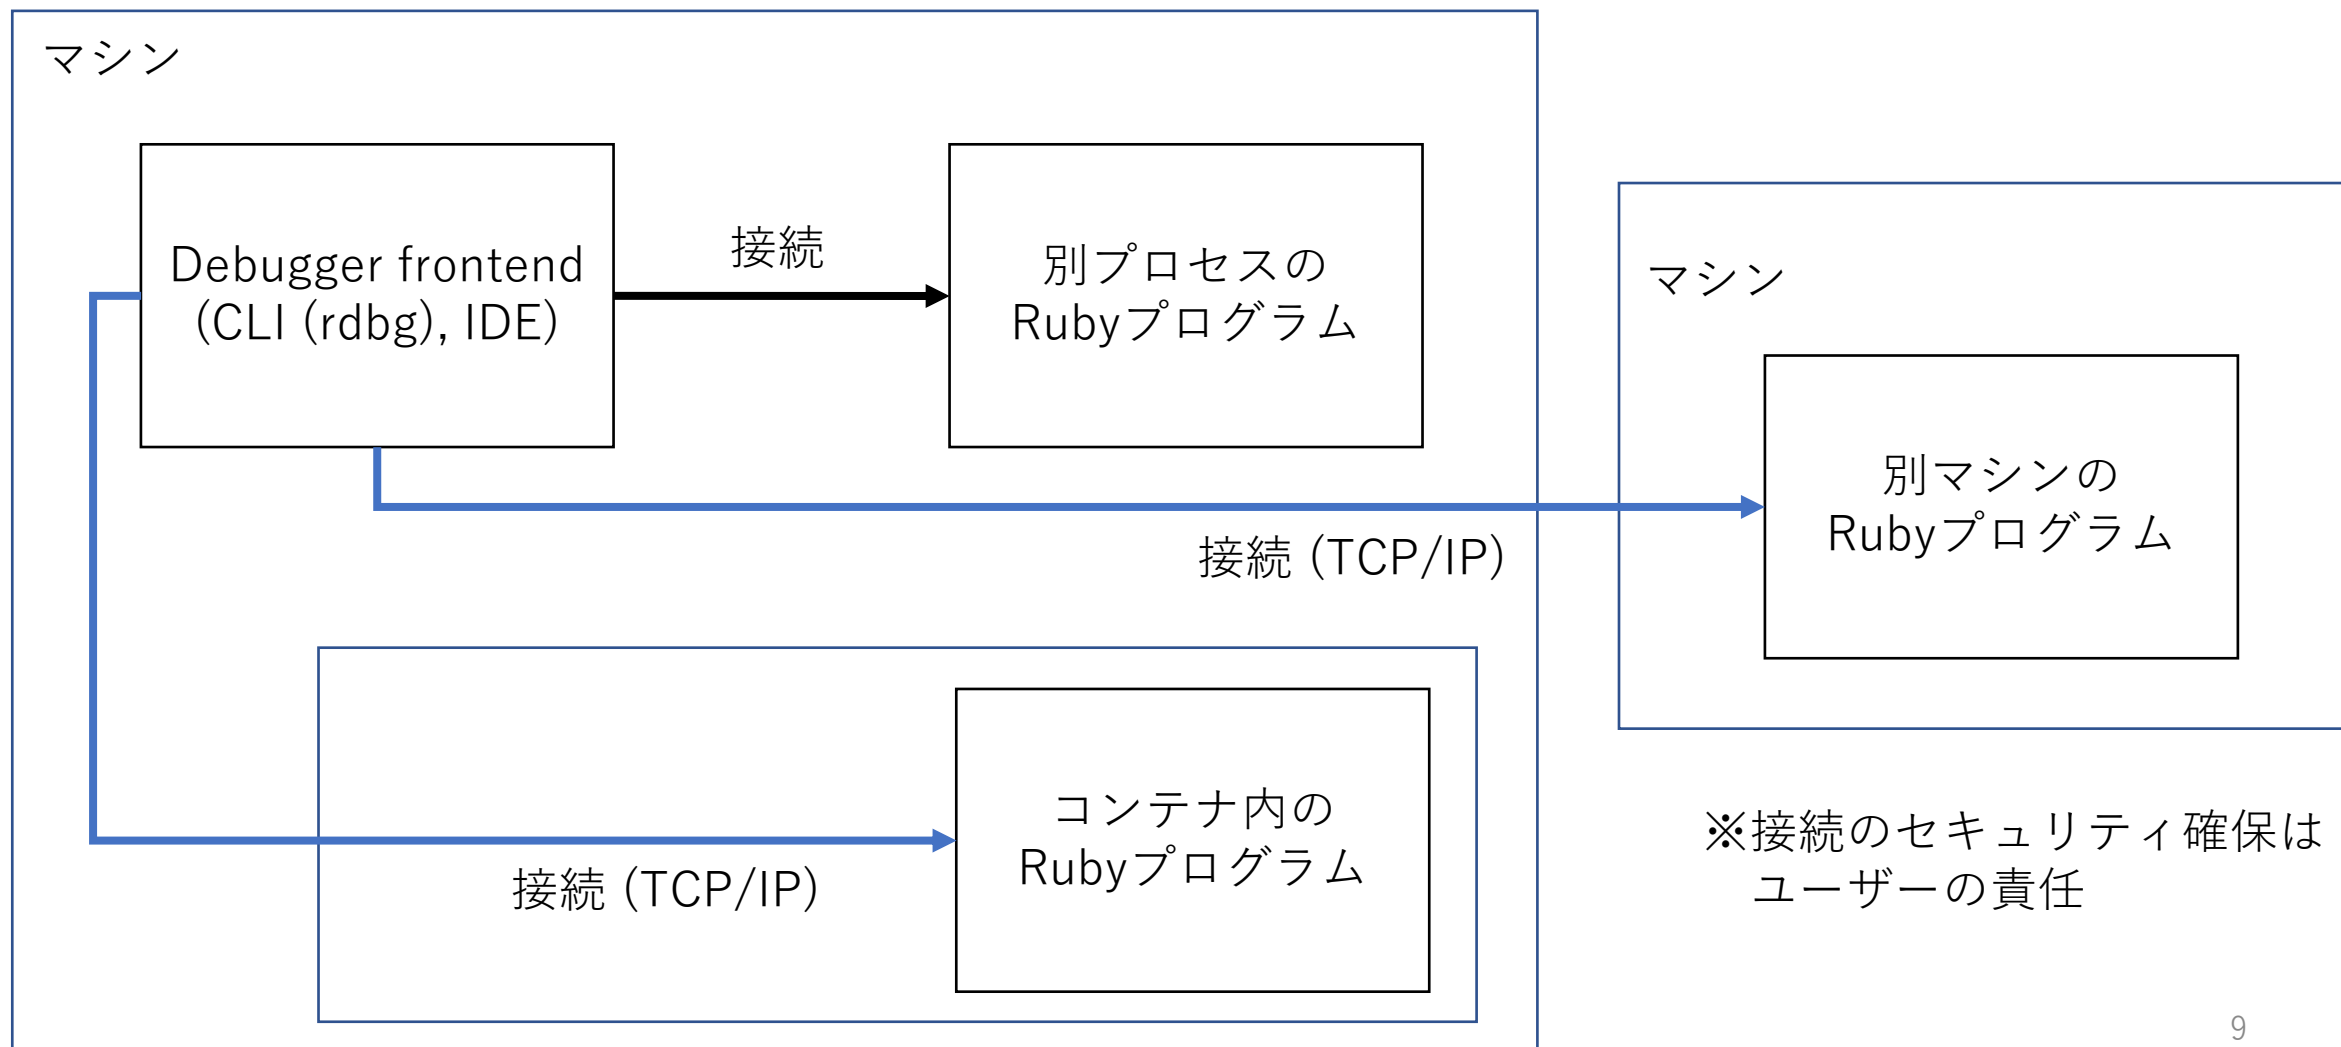 マシン
Debugger frontend
(CLI (rdbg), IDE)
接続
別プロセスの
Rubyプログラム
マシン
別マシンの
Rubyプログラム
接続 (TCP/IP)
コンテナ内の
Rubyプログラム
接続 (TCP/IP)
※接続のセキュリティ確保は
ユーザーの責任
9